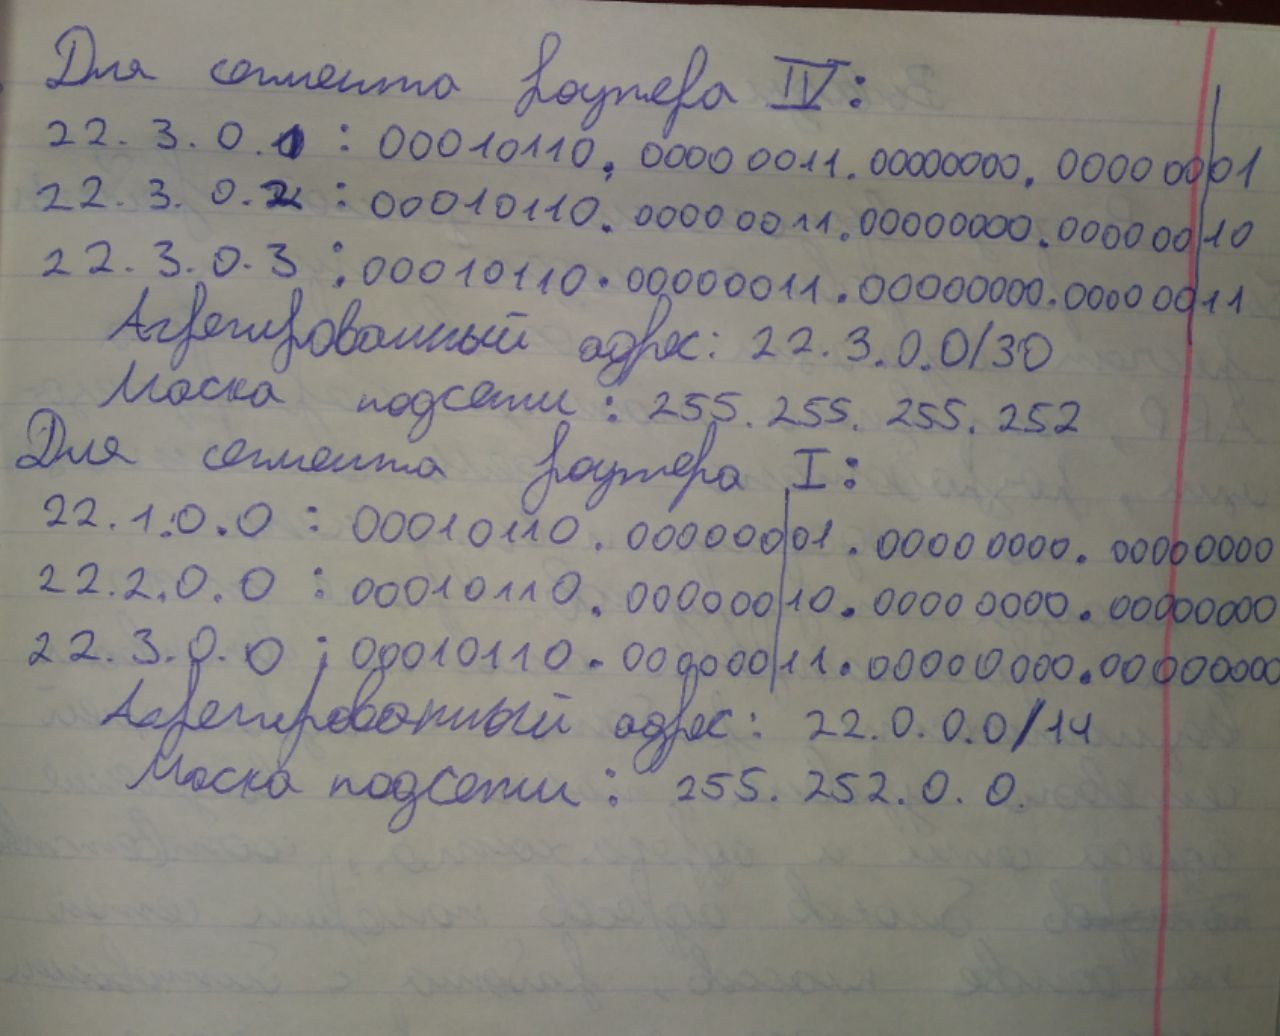 Для сегмента роутера IV:
22.3.0.1 : 00010110. 00000011. 00000000. 00000001
22.3.0.2 : 00010110. 00000011. 00000000. 00000010
22.3.0.3 : 00010110. 00000011. 00000000. 00000011
Агрегированный адрес: 22.3.0.0/30
Маска подсети: 255.255.255.252
Для сегмента роутера I:
22.1.0.0 : 00010110. 00000001. 00000000. 00000000
22.2.0.0 : 00010110. 00000010. 00000000. 00000000
22.3.0.0 : 00010110. 00000011. 00000000. 00000000
Агрегированный адрес: 22.0.0.0/14
Маска подсети: 255.252.0.0.